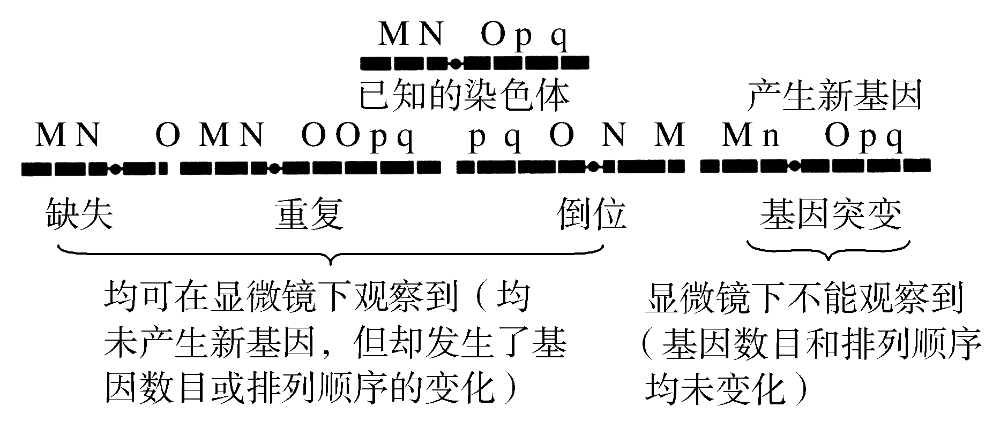 M N O p q
已知的染色体
产生新基因
M N O M N O O p q p q O N M M n O p q
缺失 重复 倒位 基因突变
均可在显微镜下观察到（均
未产生新基因，但却发生了基
因数目或排列顺序的变化）
显微镜下不能观察到
（基因数目和排列顺序
均未变化）